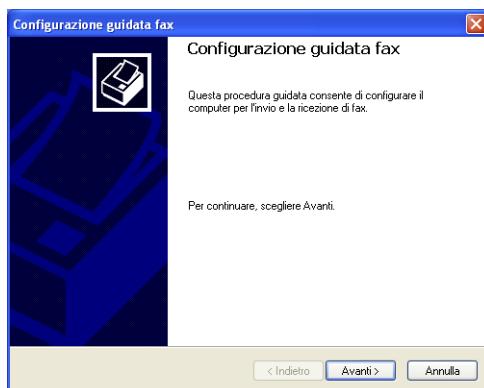 Configurazione guidata fax
Configurazione guidata fax
Questa procedura guidata consente di configurare il
computer per l'invio e la ricezione di fax.
Per continuare, scegliere Avanti.
< Indietro Avanti > Annulla